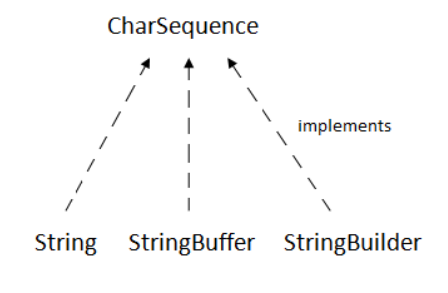 CharSequence
implements
String StringBuffer StringBuilder